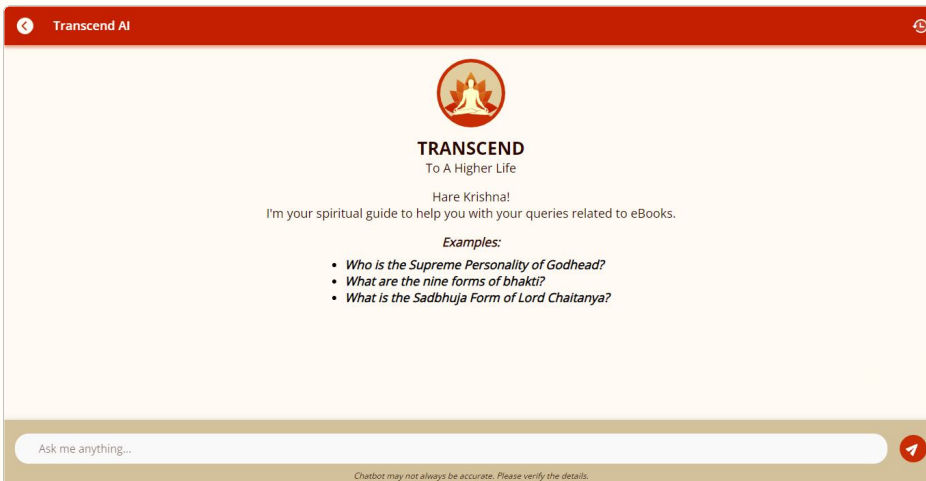 Transcend AI
TRANSCEND
To A Higher Life
Hare Krishna!
I'm your spiritual guide to help you with your queries related to eBooks.
Examples:
• Who is the Supreme Personality of Godhead?
• What are the nine forms of bhakti?
• What is the Sadbhuja Form of Lord Chaitanya?
Ask me anything...
Chatbot may not always be accurate. Please verify the details.